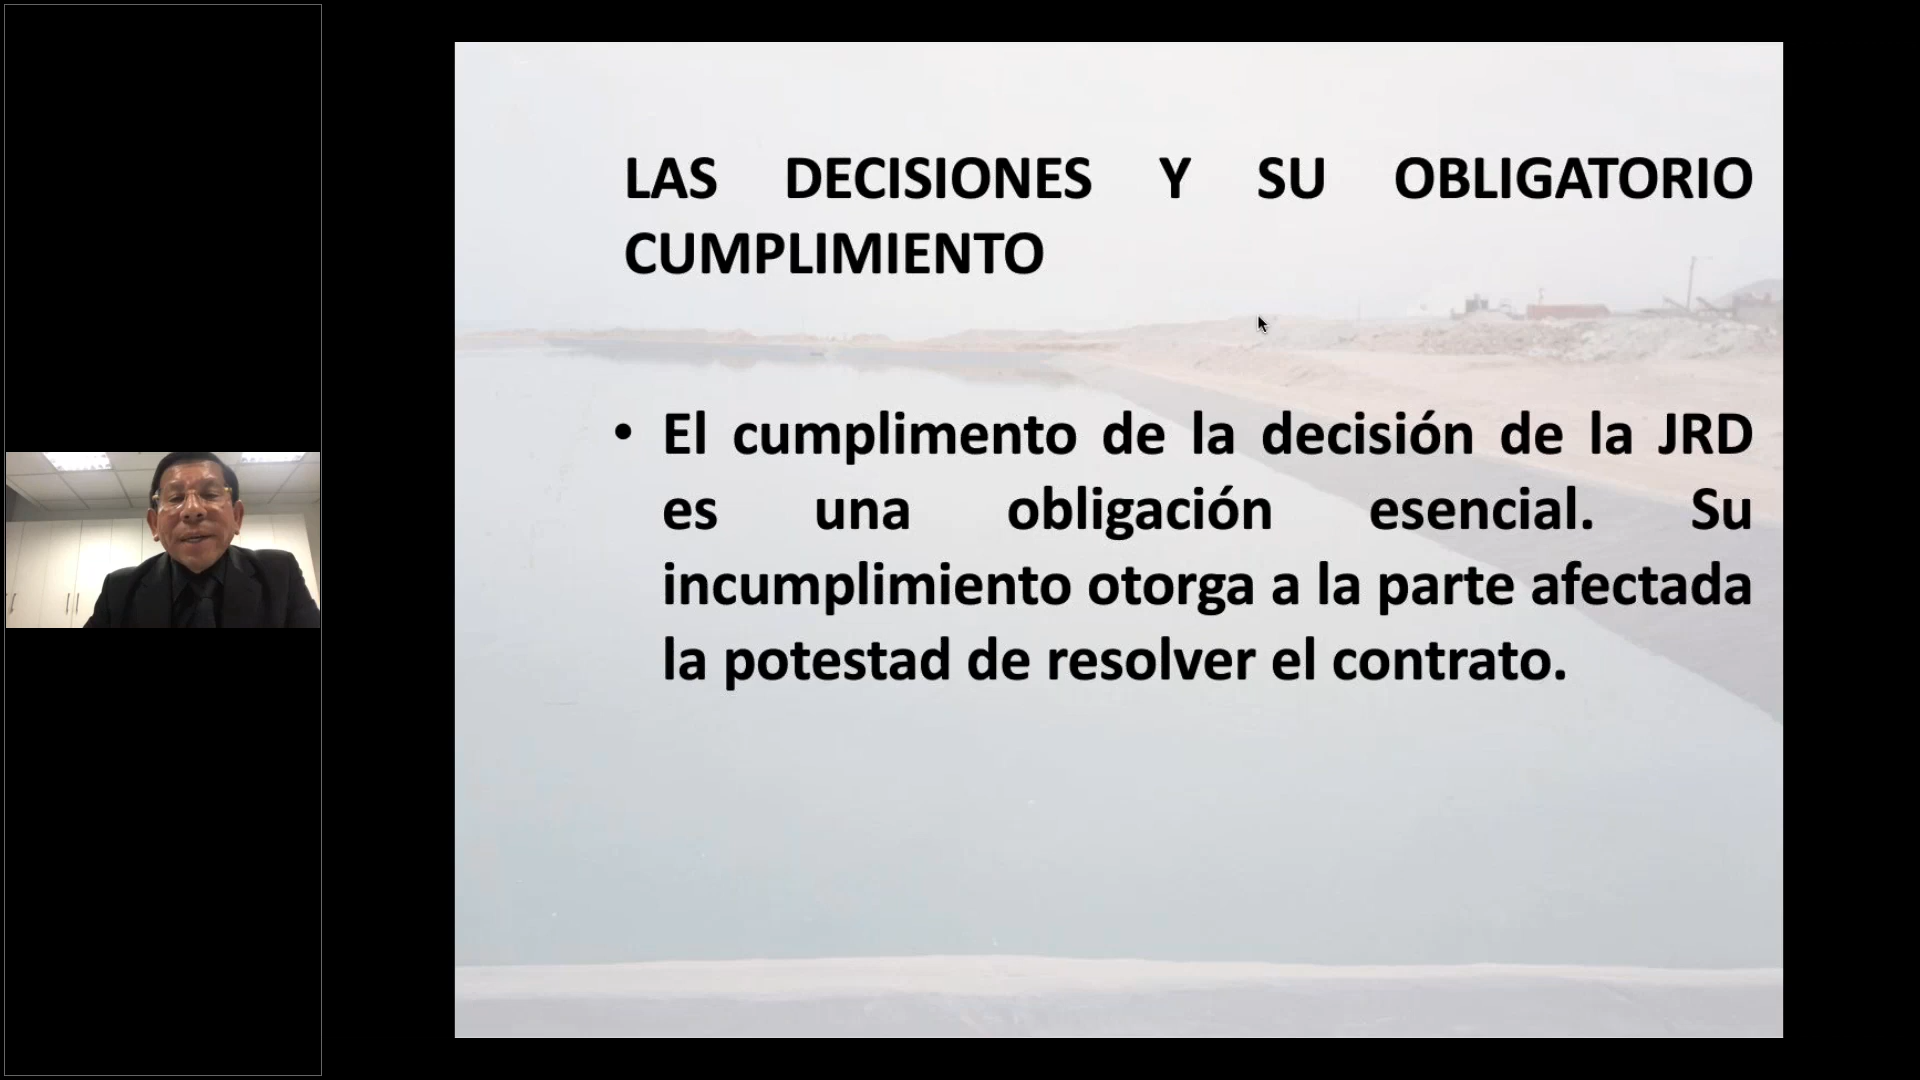 LAS DECISIONES Y SU OBLIGATORIO
CUMPLIMIENTO
• El cumplimento de la decisión de la JRD
es una obligación esencial. Su
incumplimiento otorga a la parte afectada
la potestad de resolver el contrato.